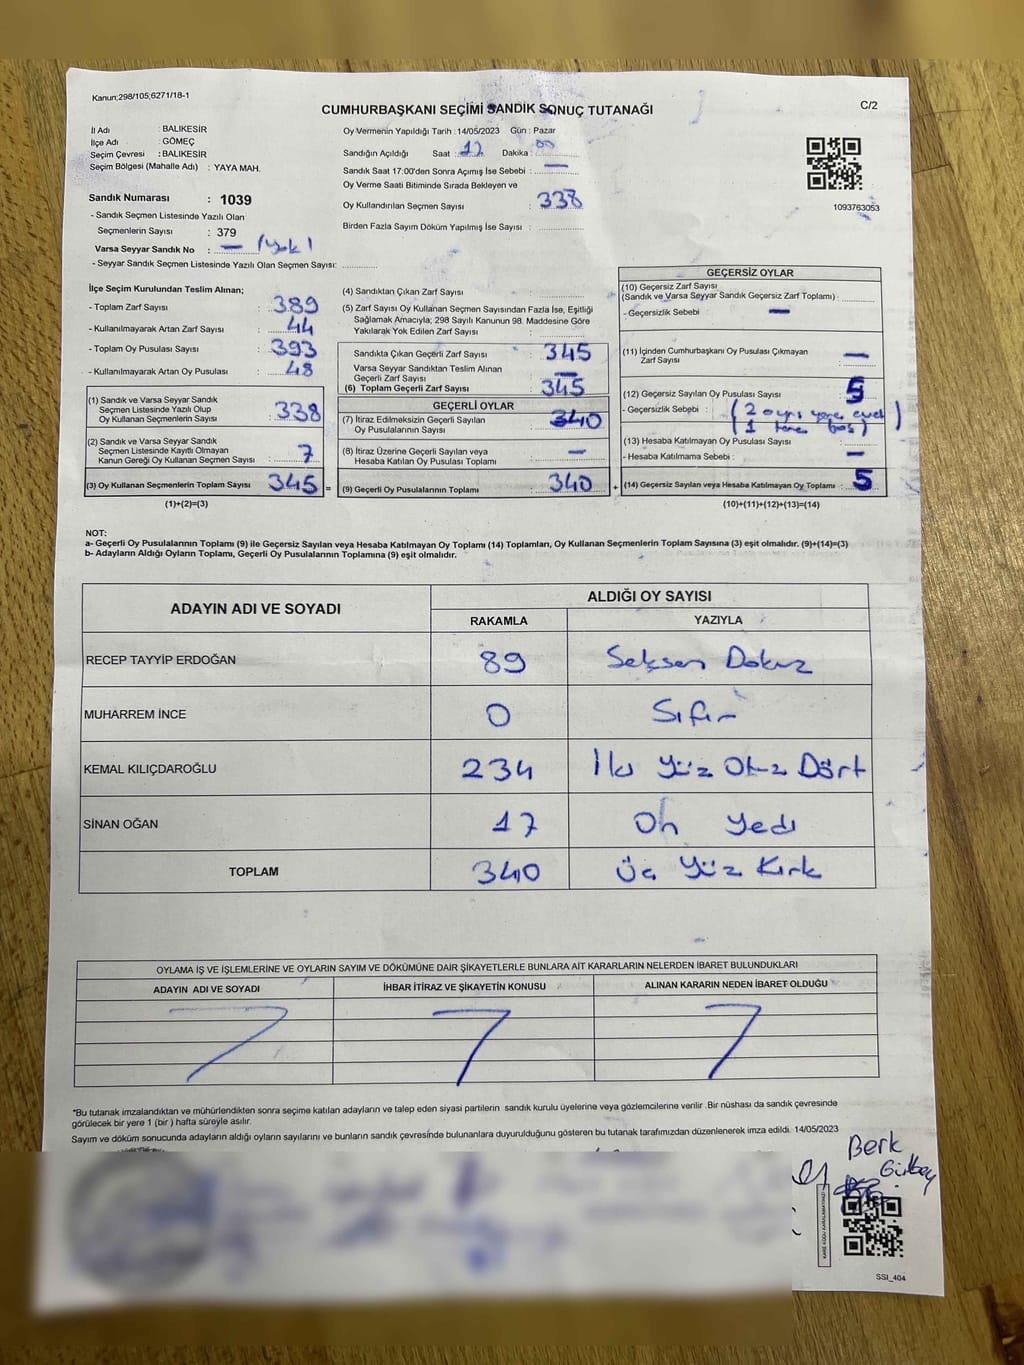 Kanun;298/105;6271/18-1
CUMHURBAŞKANI SEÇİMİ SANDIK SONUÇ TUTANAĞI
C/2
İl Adı : BALIKESİR
İlçe Adı : GÖMEÇ
Seçim Çevresi : BALIKESİR
Seçim Bölgesi (Mahalle Adı) : YAYA MAH.
Sandık Numarası : 1039
- Sandık Seçmen Listesinde Yazılı Olan
Seçmenlerin Sayısı : 379
Varsa Seyyar Sandık No : — (Yok)
- Seyyar Sandık Seçmen Listesinde Yazılı Olan Seçmen Sayısı:
Oy Vermenin Yapıldığı Tarih : 14/05/2023 Gün : Pazar
Sandığın Açıldığı Saat : 17 Dakika : 00
Sandık Saat 17:00'den Sonra Açımış İse Sebebi : —
Oy Verme Saati Bitiminde Sırada Bekleyen ve
Oy Kullandırılan Seçmen Sayısı : 338
Birden Fazla Sayım Döküm Yapılmış İse Sayısı :
1093763053
İlçe Seçim Kurulundan Teslim Alınan;
- Toplam Zarf Sayısı : 389
- Kullanılmayarak Artan Zarf Sayısı : 44
- Toplam Oy Pusulası Sayısı : 393
- Kullanılmayarak Artan Oy Pusulası : 48
(1) Sandık ve Varsa Seyyar Sandık
Seçmen Listesinde Yazılı Olup
Oy Kullanan Seçmenlerin Sayısı : 338
(2) Sandık ve Varsa Seyyar Sandık
Seçmen Listesinde Kayıtlı Olmayan
Kanun Gereği Oy Kullanan Seçmen Sayısı : 7
(3) Oy Kullanan Seçmenlerin Toplam Sayısı : 345 =
(1)+(2)=(3)
(4) Sandıktan Çıkan Zarf Sayısı :
(5) Zarf Sayısı Oy Kullanan Seçmen Sayısından Fazla İse, Eşitliği
Sağlamak Amacıyla; 298 Sayılı Kanunun 98. Maddesine Göre
Yakılarak Yok Edilen Zarf Sayısı :
Sandıkta Çıkan Geçerli Zarf Sayısı : 345
Varsa Seyyar Sandıktan Teslim Alınan
Geçerli Zarf Sayısı : —
(6) Toplam Geçerli Zarf Sayısı : 345
GEÇERLİ OYLAR
(7) İtiraz Edilmeksizin Geçerli Sayılan
Oy Pusulalarının Sayısı : 340
(8) İtiraz Üzerine Geçerli Sayılan veya
Hesaba Katılan Oy Pusulası Toplamı : —
(9) Geçerli Oy Pusulalarının Toplamı : 340 +
GEÇERSİZ OYLAR
(10) Geçersiz Zarf Sayısı
(Sandık ve Varsa Seyyar Sandık Geçersiz Zarf Toplamı) :
- Geçersizlik Sebebi : —
(11) İçinden Cumhurbaşkanı Oy Pusulası Çıkmayan
Zarf Sayısı : —
(12) Geçersiz Sayılan Oy Pusulası Sayısı : 5
- Geçersizlik Sebebi : (2 ayrı yere evet)
(1 tane boş)
(13) Hesaba Katılmayan Oy Pusulası Sayısı :
- Hesaba Katılmama Sebebi : —
(14) Geçersiz Sayılan veya Hesaba Katılmayan Oy Toplamı : 5
(10)+(11)+(12)+(13)=(14)
NOT:
a- Geçerli Oy Pusulalarının Toplamı (9) ile Geçersiz Sayılan veya Hesaba Katılmayan Oy Toplamı (14) Toplamları, Oy Kullanan Seçmenlerin Toplam Sayısına (3) eşit olmalıdır. (9)+(14)=(3)
b- Adayların Aldığı Oyların Toplamı, Geçerli Oy Pusulalarının Toplamına (9) eşit olmalıdır.
ADAYIN ADI VE SOYADI ALDIĞI OY SAYISI
RAKAMLA YAZIYLA
RECEP TAYYİP ERDOĞAN 89 Seksen Dokuz
MUHARREM İNCE 0 Sıfır
KEMAL KILIÇDAROĞLU 234 İki Yüz Otuz Dört
SİNAN OĞAN 17 On Yedi
TOPLAM 340 Üç Yüz Kırk
OYLAMA İŞ VE İŞLEMLERİNE VE OYLARIN SAYIM VE DÖKÜMÜNE DAİR ŞİKAYETLERLE BUNLARA AİT KARARLARIN NELERDEN İBARET BULUNDUKLARI
ADAYIN ADI VE SOYADI İHBAR İTİRAZ VE ŞİKAYETİN KONUSU ALINAN KARARIN NEDEN İBARET OLDUĞU
*Bu tutanak imzalandıktan ve mühürlendikten sonra seçime katılan adayların ve talep eden siyasi partilerin sandık kurulu üyelerine veya gözlemcilerine verilir .Bir nüshası da sandık çevresinde
görülecek bir yere 1 (bir ) hafta süreyle asılır.
Sayım ve döküm sonucunda adayların aldığı oyların sayılarını ve bunların sandık çevresinde bulunanlara duyurulduğunu gösteren bu tutanak tarafımızdan düzenlenerek imza edildi. 14/05/2023
Berk
Gülbey
KARE KODU KARALAMAYINIZ!
SSI_404